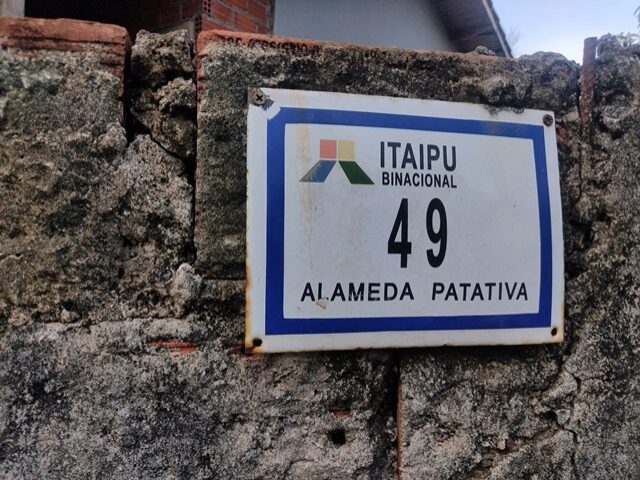 ITAIPU
BINACIONAL
49
ALAMEDA PATATIVA